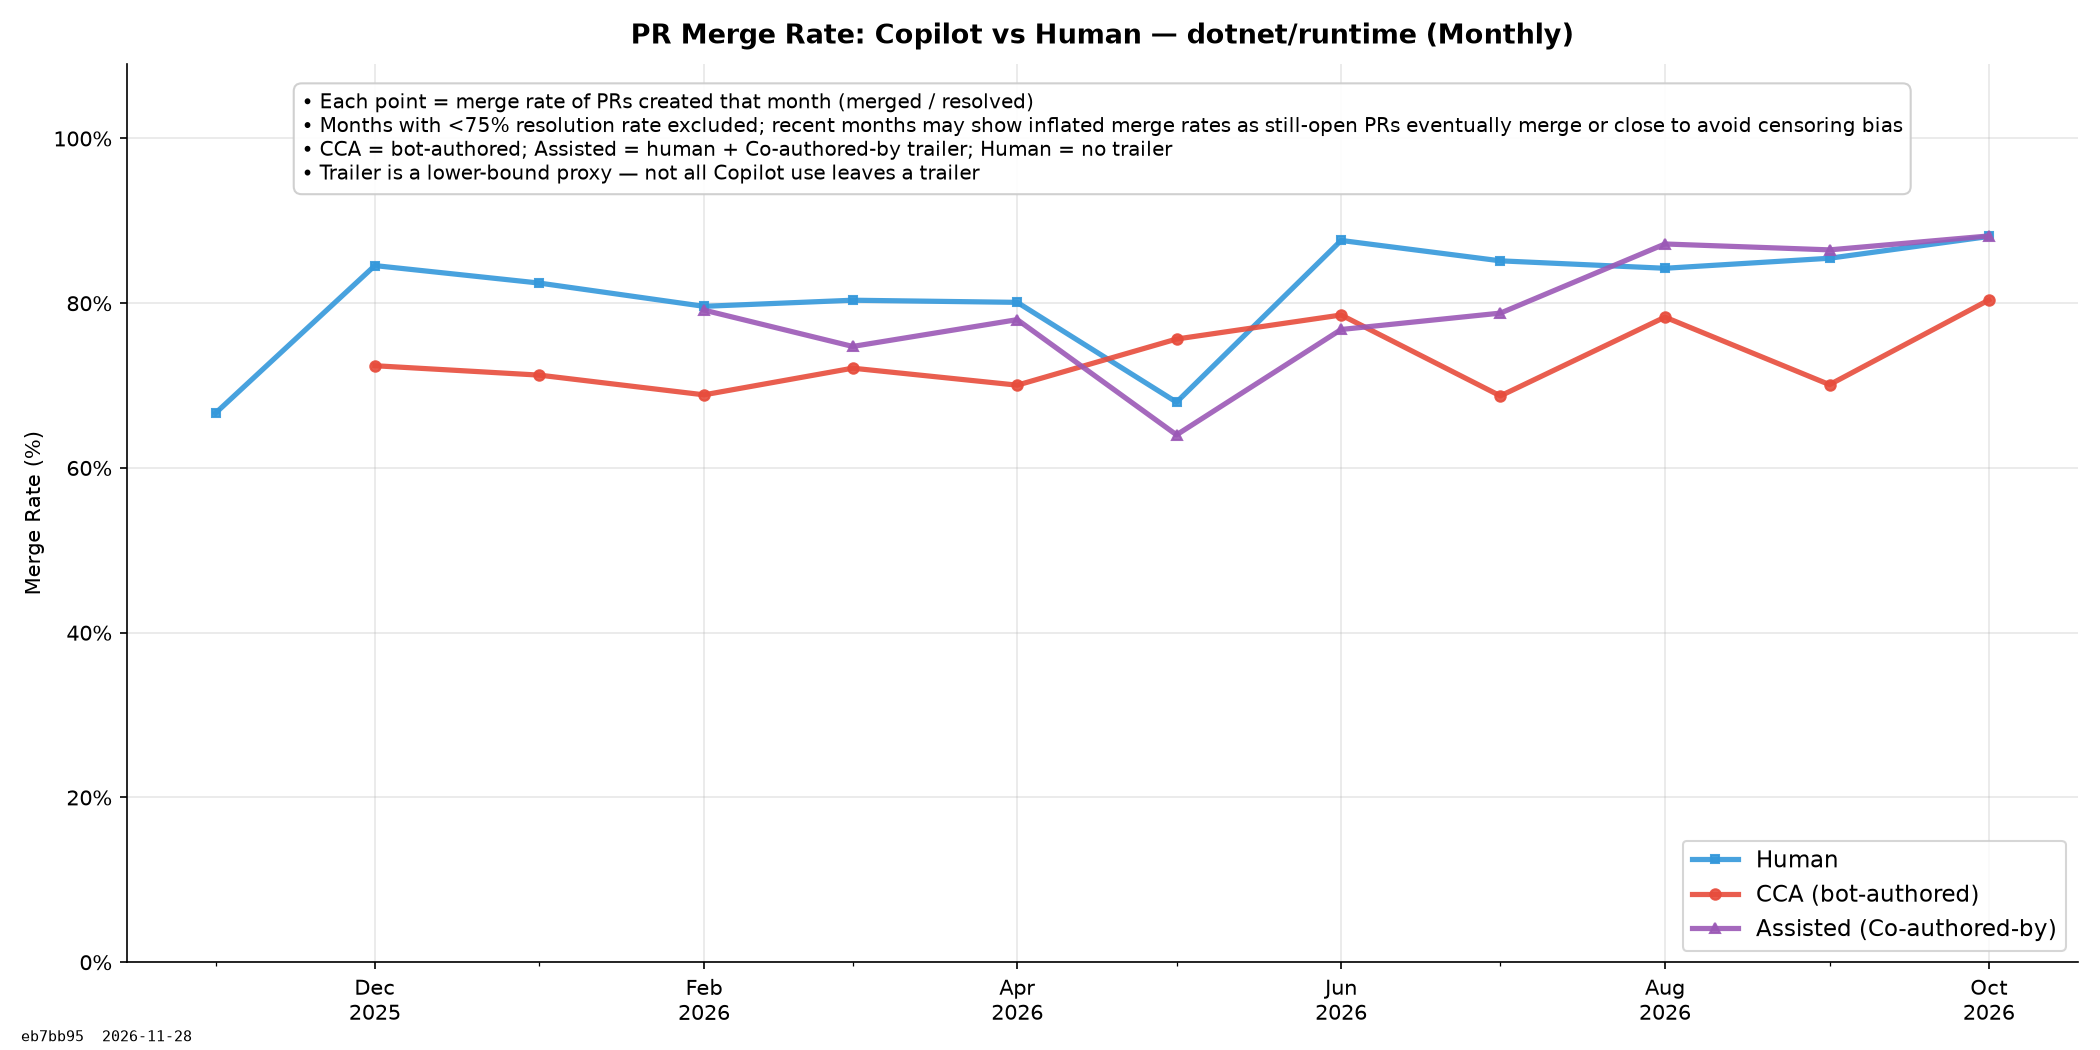 PR Merge Rate: Copilot vs Human — dotnet/runtime (Monthly)
• Each point = merge rate of PRs created that month (merged / resolved)
• Months with <75% resolution rate excluded; recent months may show inflated merge rates as still-open PRs eventually merge or close to avoid censoring bias
• CCA = bot-authored; Assisted = human + Co-authored-by trailer; Human = no trailer
• Trailer is a lower-bound proxy — not all Copilot use leaves a trailer
Merge Rate (%)
100%
80%
60%
40%
20%
0%
Human
CCA (bot-authored)
Assisted (Co-authored-by)
Dec
2025
Feb
2026
Apr
2026
Jun
2026
Aug
2026
Oct
2026
eb7bb95 2026-11-28